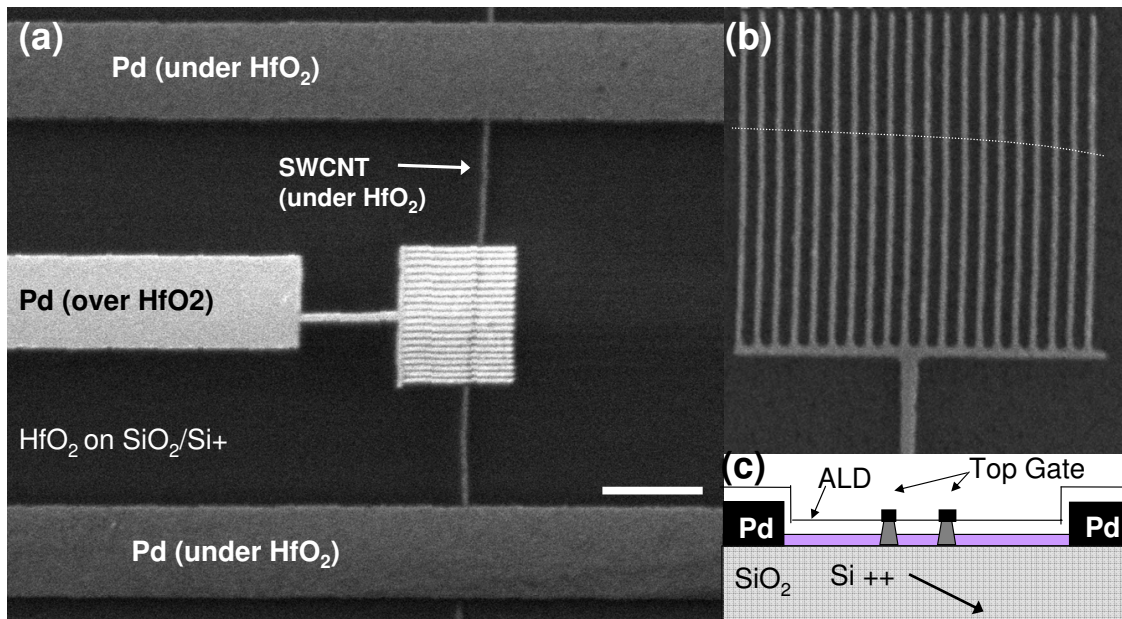 (a)
Pd (under HfO₂)
SWCNT
(under HfO₂)
Pd (over HfO2)
HfO₂ on SiO₂/Si+
Pd (under HfO₂)
(b)
(c)
ALD
Top Gate
Pd
Pd
SiO₂
Si ++